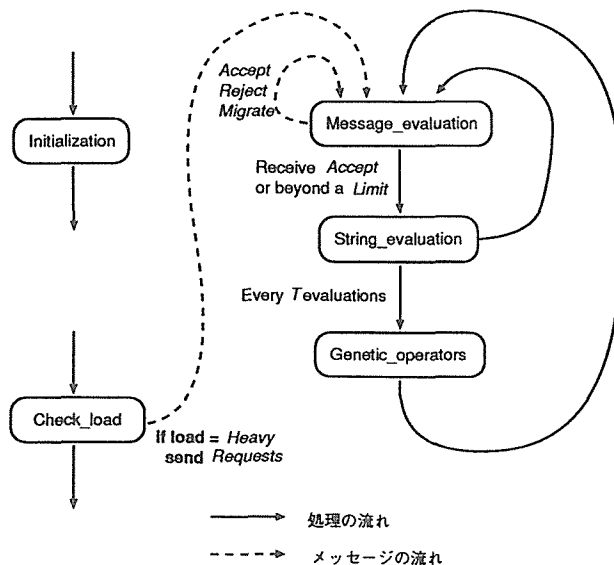 Accept
Reject
Migrate
Initialization
Message_evaluation
Receive Accept
or beyond a Limit
String_evaluation
Every T evaluations
Genetic_operators
Check_load
If load = Heavy
send Requests
処理の流れ
メッセージの流れ